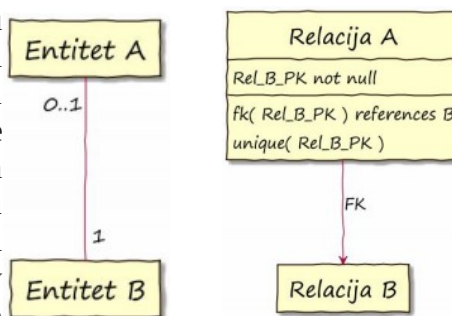 Entitet A
0..1
1
Entitet B
Relacija A
Rel_B_PK not null
fk( Rel_B_PK ) references B
unique( Rel_B_PK )
FK
Relacija B